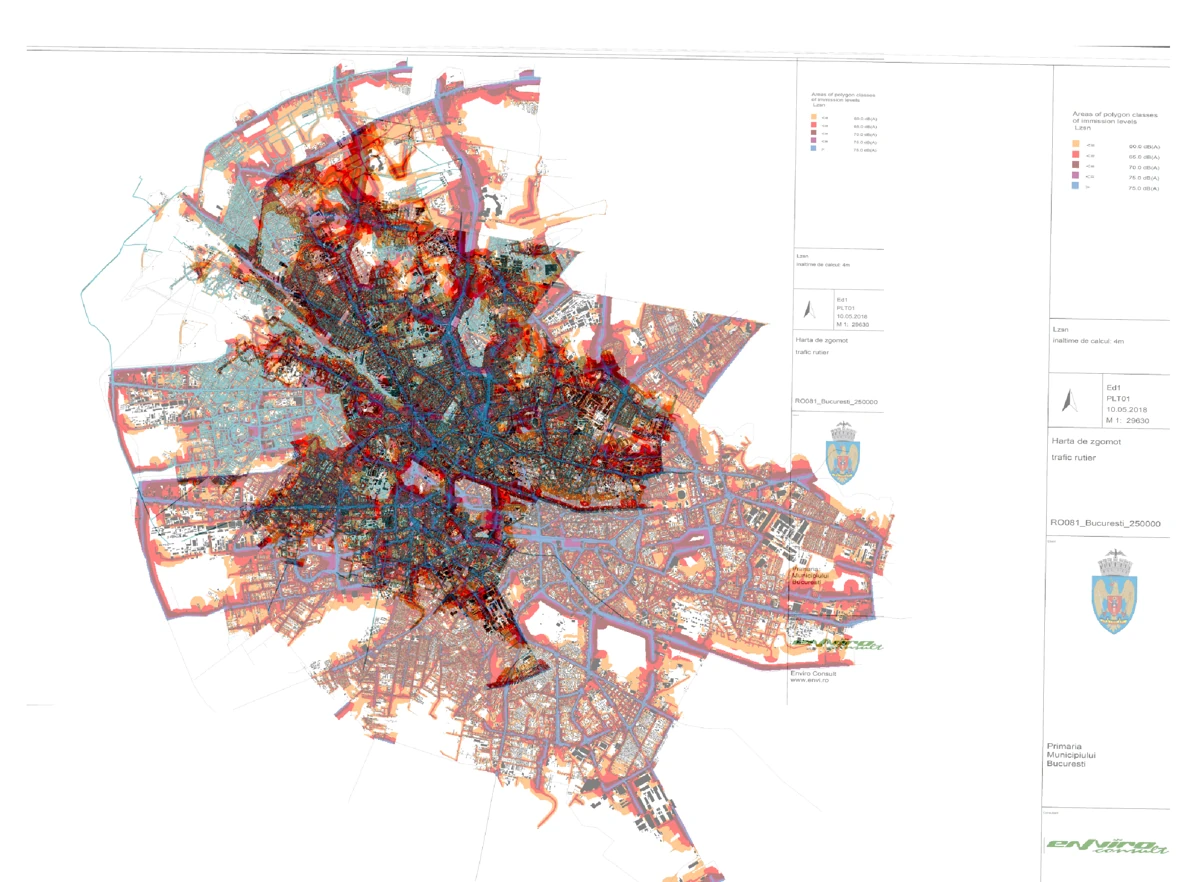 Areas of polygon classes
of immission levels
Lzsn
60.0 dB(A)
65.0 dB(A)
70.0 dB(A)
75.0 dB(A)
75.0 dB(A)
Lzsn
inaltime de calcul: 4m
Ed1
PLT01
10.05.2018
M 1: 29630
Harta de zgomot
trafic rutier
RO081_Bucuresti_250000
Primaria
Municipiului
Bucuresti
enviro
consult
Enviro Consult
www.envi.ro
Areas of polygon classes
of immission levels
Lzsn
60.0 dB(A)
65.0 dB(A)
70.0 dB(A)
75.0 dB(A)
75.0 dB(A)
Lzsn
inaltime de calcul: 4m
Ed1
PLT01
10.05.2018
M 1: 29630
Harta de zgomot
trafic rutier
RO081_Bucuresti_250000
Primaria
Municipiului
Bucuresti
enviro
consult